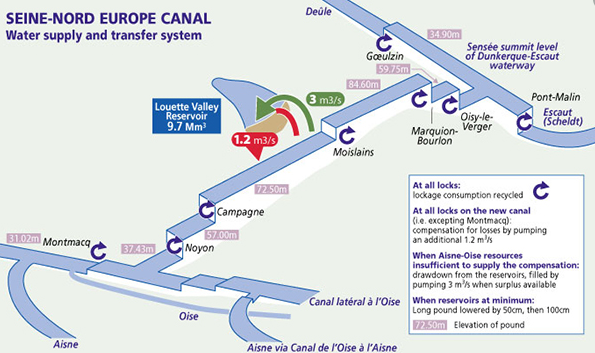 SEINE-NORD EUROPE CANAL
Water supply and transfer system
Deûle
Gœulzin
34.90m
Sensée summit level
of Dunkerque-Escaut
waterway
59.75m
84.60m
Pont-Malin
Escaut
(Scheldt)
Oisy-le-
Verger
Marquion-
Bourlon
Louette Valley
Reservoir
9.7 Mm³
3 m3/s
1.2 m3/s
Moislains
72.50m
Campagne
57.00m
Noyon
31.02m
Montmacq
37.43m
Oise
Canal latéral à l'Oise
Aisne
Aisne via Canal de l'Oise à l'Aisne
At all locks:
lockage consumption recycled
At all locks on the new canal
(i.e. excepting Montmacq):
compensation for losses by pumping
an additional 1.2 m³/s
When Aisne-Oise resources
insufficient to supply the compensation:
drawdown from the reservoirs, filled by
pumping 3 m³/s when surplus available
When reservoirs at minimum:
Long pound lowered by 50cm, then 100cm
72.50m Elevation of pound